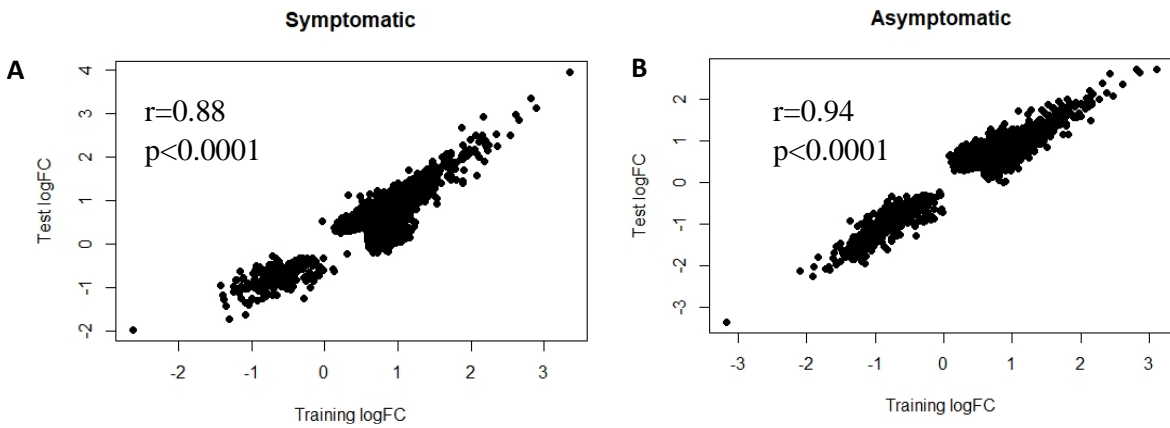 Symptomatic
A
4
3
2
1
0
-1
-2
Test logFC
r=0.88
p<0.0001
-2 -1 0 1 2 3
Training logFC
Asymptomatic
B
2
1
0
-1
-2
-3
Test logFC
r=0.94
p<0.0001
-3 -2 -1 0 1 2 3
Training logFC